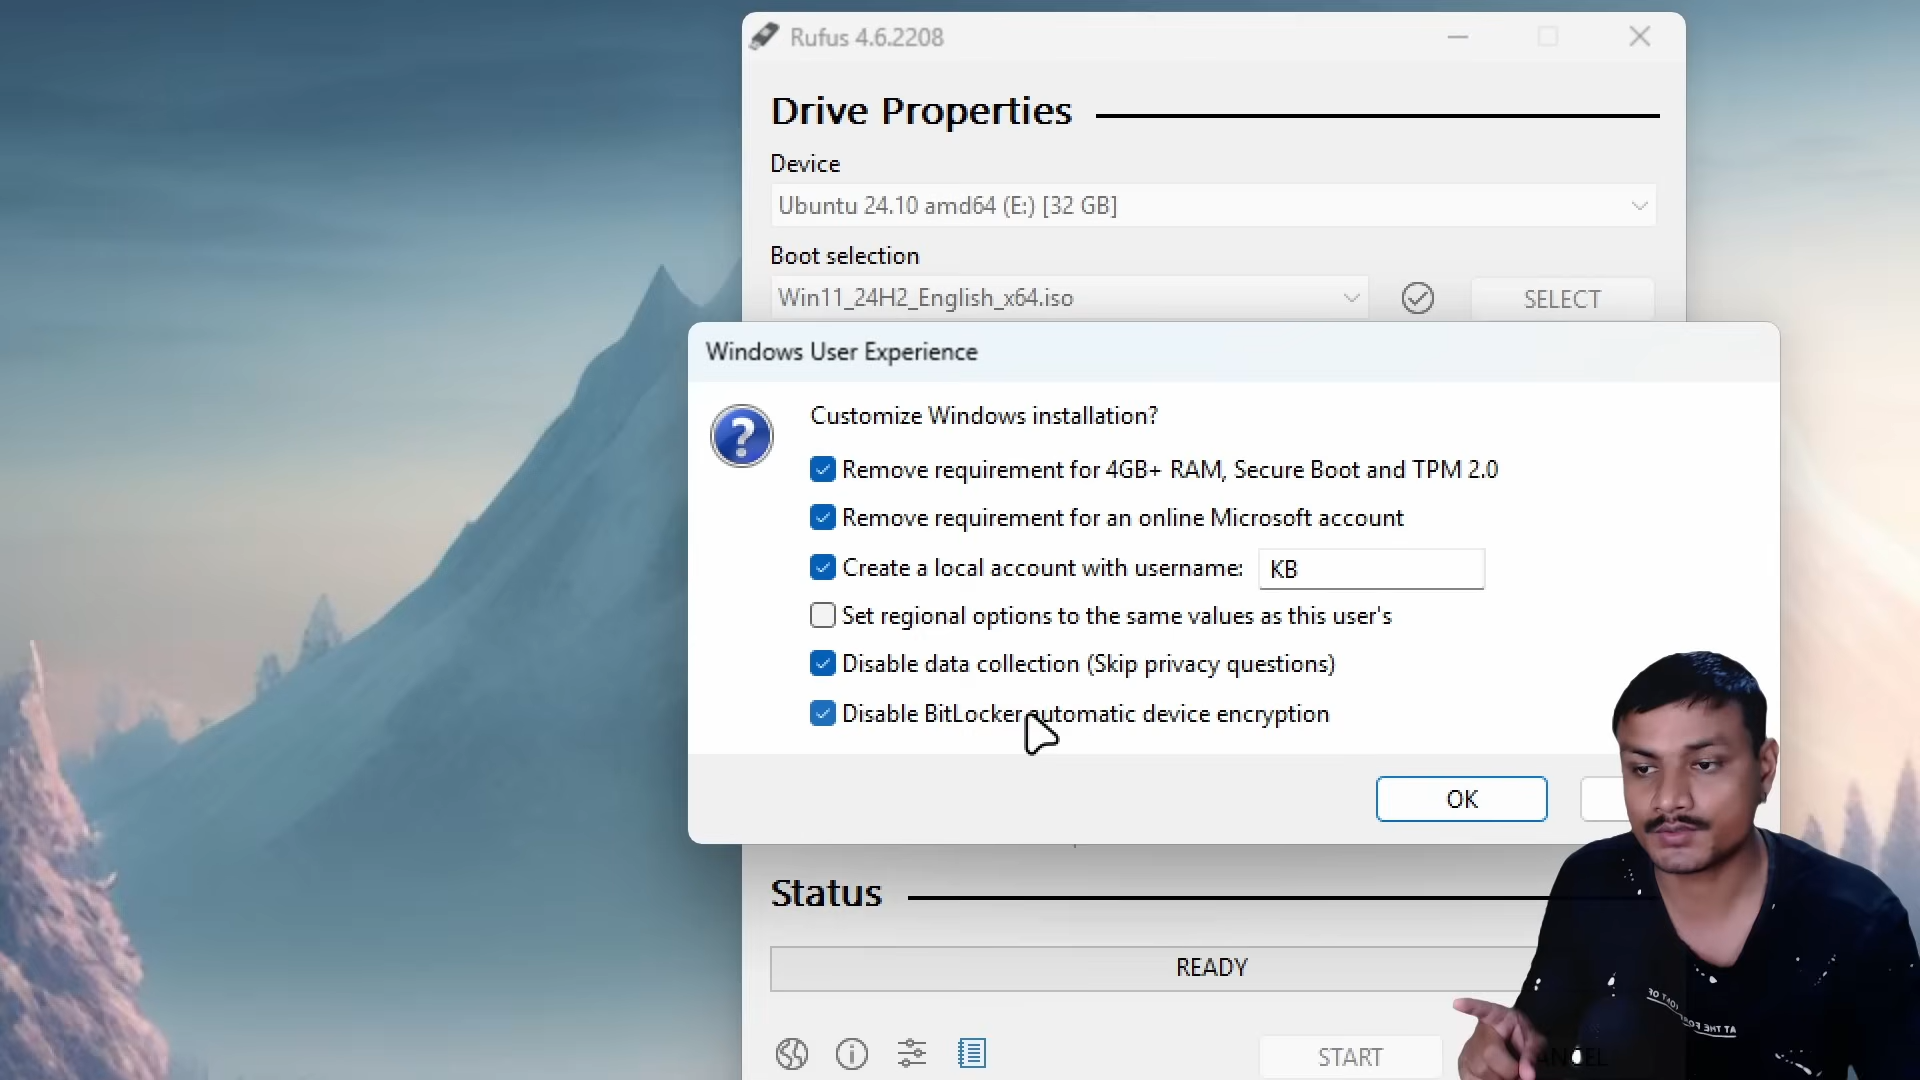 Rufus 4.6.2208
Drive Properties
Device
Ubuntu 24.10 amd64 (E:) [32 GB]
Boot selection
Win11_24H2_English_x64.iso
SELECT
Windows User Experience
Customize Windows installation?
Remove requirement for 4GB+ RAM, Secure Boot and TPM 2.0
Remove requirement for an online Microsoft account
Create a local account with username: KB
Set regional options to the same values as this user's
Disable data collection (Skip privacy questions)
Disable BitLocker automatic device encryption
OK
Status
READY
START